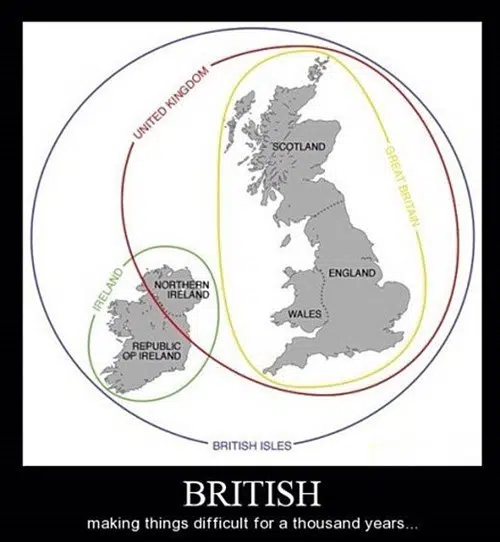 UNITED KINGDOM
SCOTLAND
GREAT BRITAIN
ENGLAND
WALES
IRELAND
NORTHERN
IRELAND
REPUBLIC
OF IRELAND
BRITISH ISLES
BRITISH
making things difficult for a thousand years...